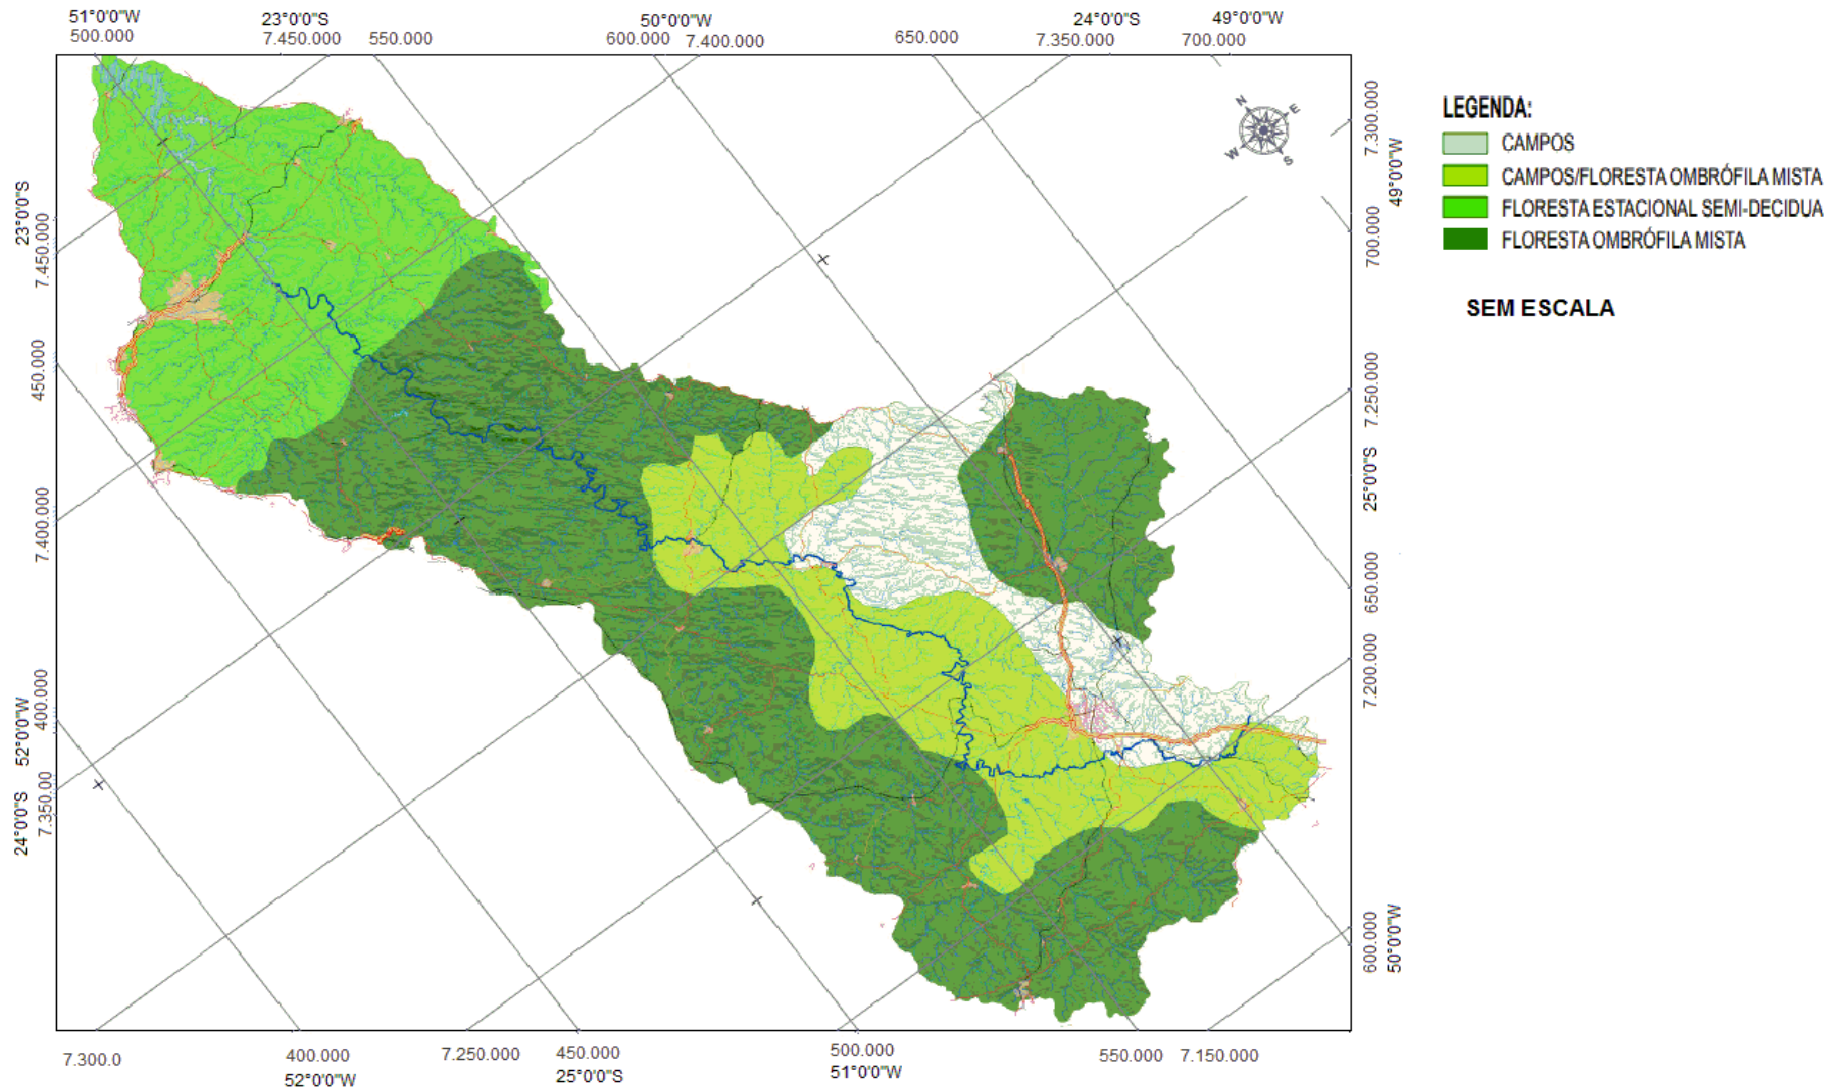 51°0'0"W
23°0'0"S
50°0'0"W
24°0'0"S
49°0'0"W
500.000
7.450.000
550.000
600.000
7.400.000
650.000
7.350.000
700.000
23°0'0"S
7.450.000
450.000
7.400.000
400.000
52°0'0"W
7.350.00
24°0'0"S
N
E
W
S
7.300.000
49°0'0"W
700.000
7.250.000
25°0'0"S
650.000
7.200.000
600.000
50°0'0"W
LEGENDA:
CAMPOS
CAMPOS/FLORESTA OMBRÓFILA MISTA
FLORESTA ESTACIONAL SEMI-DECIDUA
FLORESTA OMBRÓFILA MISTA
SEM ESCALA
7.300.0
400.000
7.250.000
450.000
500.000
550.000
7.150.000
52°0'0"W
25°0'0"S
51°0'0"W